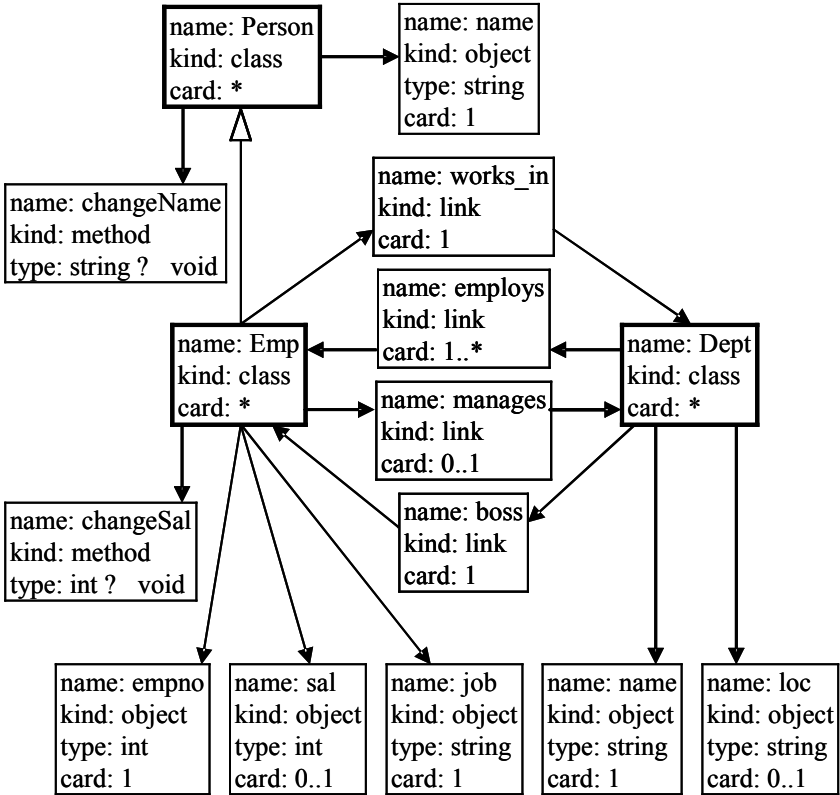 name: Person
kind: class
card: *
name: name
kind: object
type: string
card: 1
name: changeName
kind: method
type: string ?   void
name: works_in
kind: link
card: 1
name: employs
kind: link
card: 1..*
name: Emp
kind: class
card: *
name: Dept
kind: class
card: *
name: manages
kind: link
card: 0..1
name: boss
kind: link
card: 1
name: changeSal
kind: method
type: int ?   void
name: empno
kind: object
type: int
card: 1
name: sal
kind: object
type: int
card: 0..1
name: job
kind: object
type: string
card: 1
name: name
kind: object
type: string
card: 1
name: loc
kind: object
type: string
card: 0..1